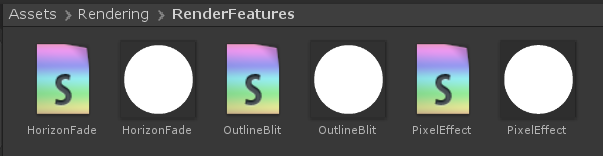 Assets > Rendering > RenderFeatures
S S S
HorizonFade HorizonFade OutlineBlit OutlineBlit PixelEffect PixelEffect